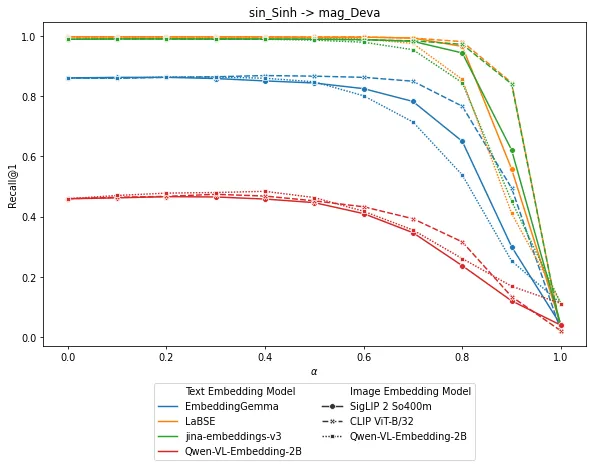 sin_Sinh -> mag_Deva
Recall@1
1.0
0.8
0.6
0.4
0.2
0.0
0.0 0.2 0.4 0.6 0.8 1.0
α
Text Embedding Model
EmbeddingGemma
LaBSE
jina-embeddings-v3
Qwen-VL-Embedding-2B
Image Embedding Model
SigLIP 2 So400m
CLIP ViT-B/32
Qwen-VL-Embedding-2B